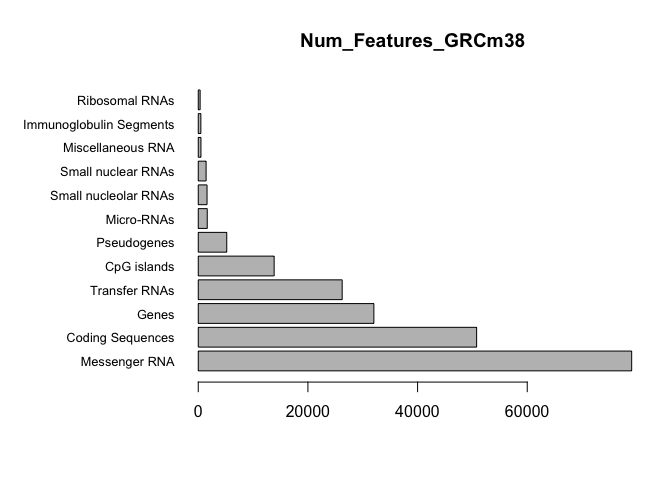 Num_Features_GRCm38
Ribosomal RNAs
Immunoglobulin Segments
Miscellaneous RNA
Small nuclear RNAs
Small nucleolar RNAs
Micro-RNAs
Pseudogenes
CpG islands
Transfer RNAs
Genes
Coding Sequences
Messenger RNA
0 20000 40000 60000